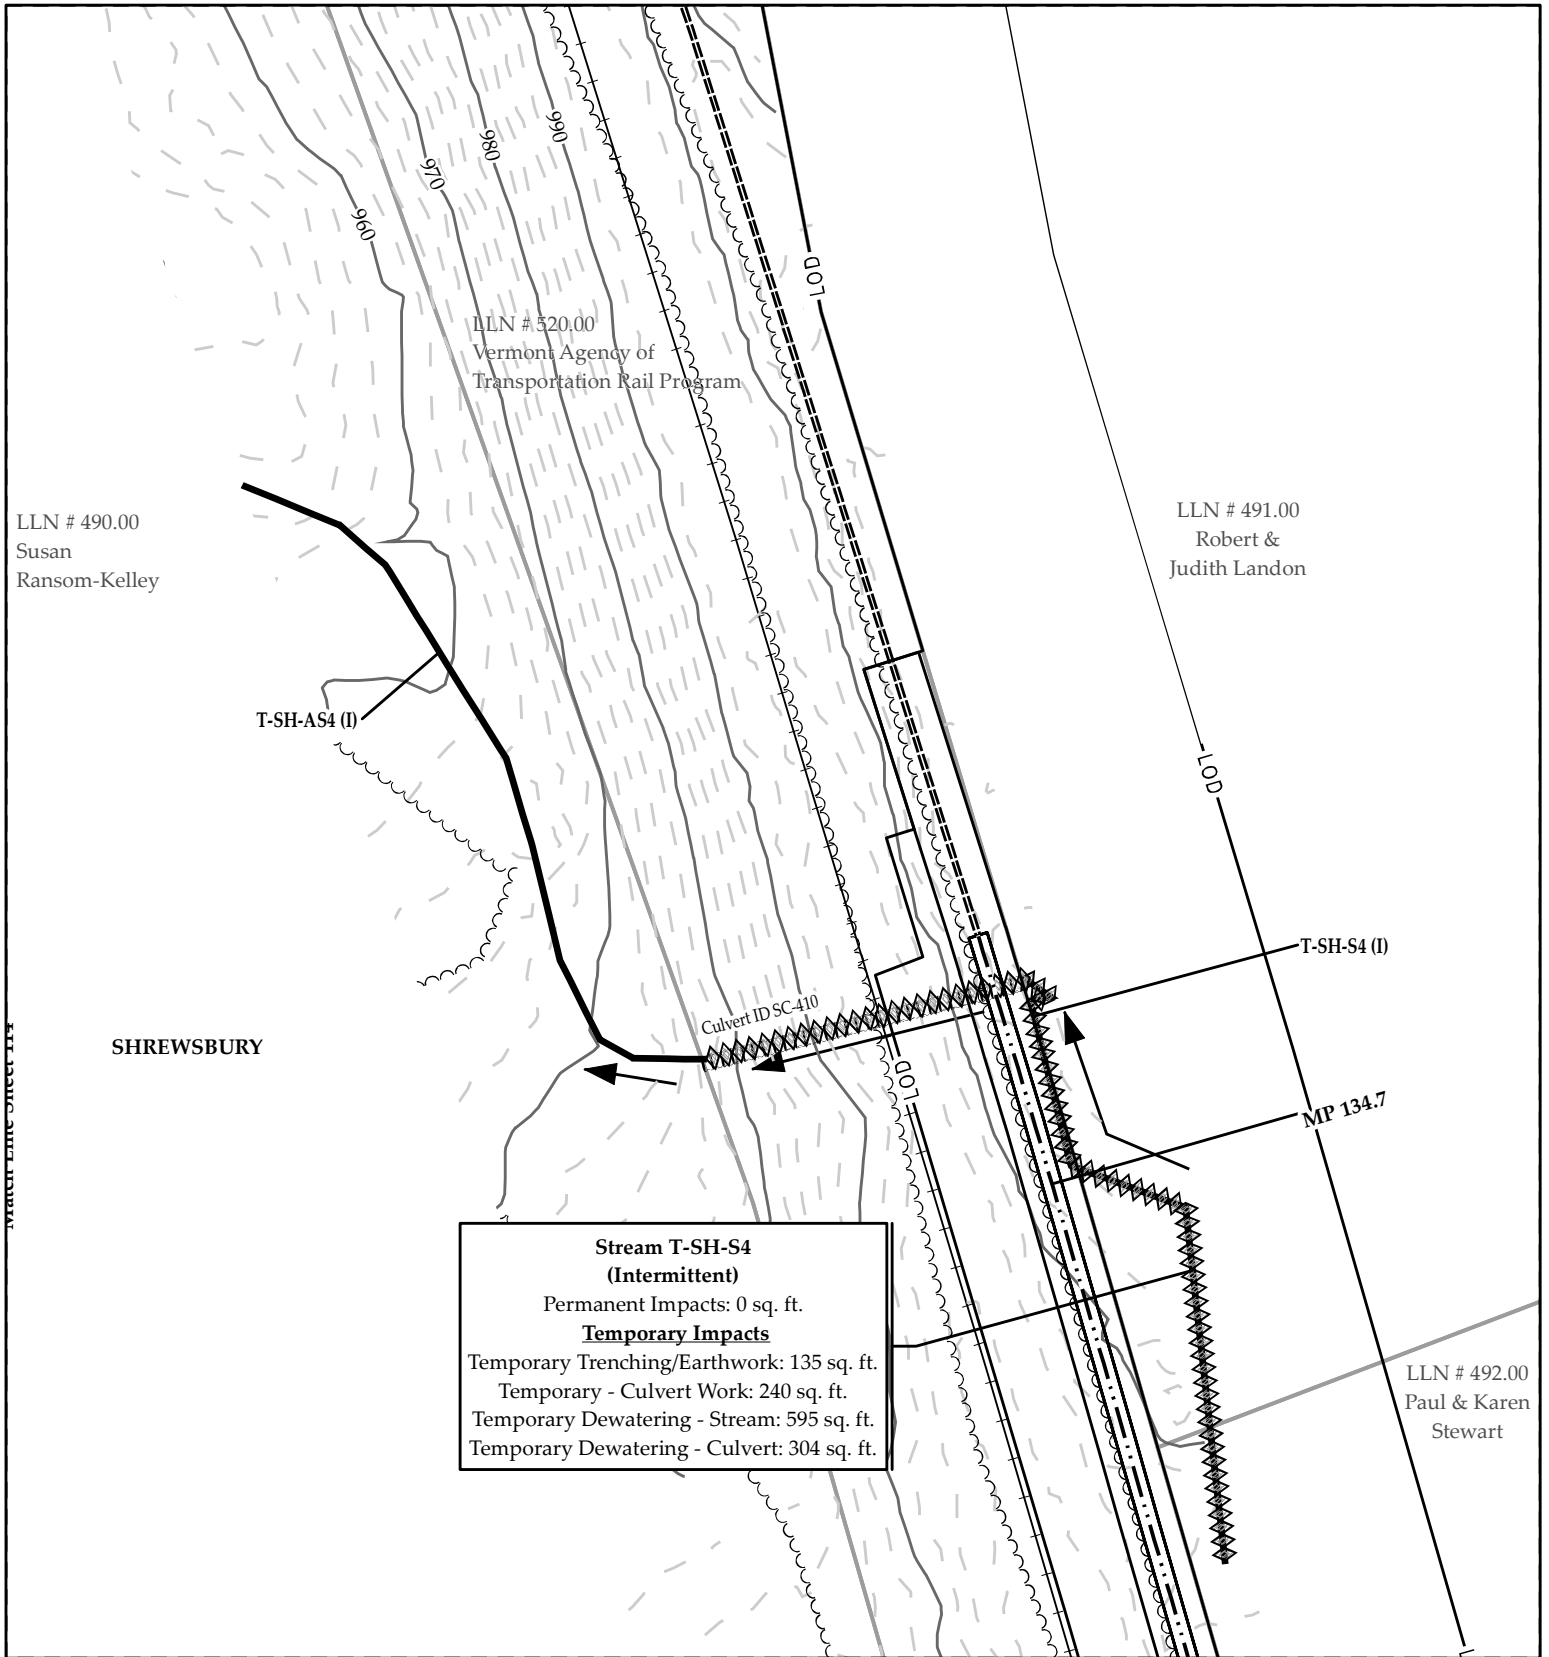 990
980
970
960
LOD
LLN # 520.00
Vermont Agency of
Transportation Rail Program
LLN # 490.00
Susan
Ransom-Kelley
LLN # 491.00
Robert &
Judith Landon
T-SH-AS4 (I)
LOD
T-SH-S4 (I)
Culvert ID SC-410
SHREWSBURY
LOD
MP 134.7
Match Line Sheet 114
Stream T-SH-S4
(Intermittent)
Permanent Impacts: 0 sq. ft.
Temporary Impacts
Temporary Trenching/Earthwork: 135 sq. ft.
Temporary - Culvert Work: 240 sq. ft.
Temporary Dewatering - Stream: 595 sq. ft.
Temporary Dewatering - Culvert: 304 sq. ft.
LLN # 492.00
Paul & Karen
Stewart